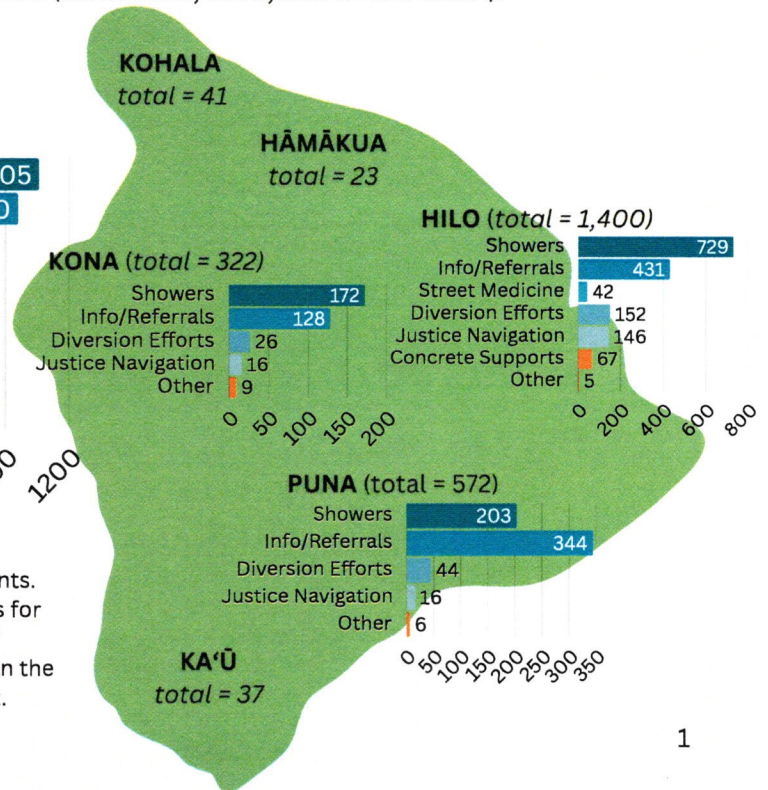 KOHALA
total = 41
HĀMĀKUA
total = 23
05
0
HILO (total = 1,400)
Showers 729
Info/Referrals 431
Street Medicine 42
Diversion Efforts 152
Justice Navigation 146
Concrete Supports 67
Other 5
0 200 400 600 800
KONA (total = 322)
Showers 172
Info/Referrals 128
Diversion Efforts 26
Justice Navigation 16
Other 9
0 50 100 150 200
0 1200
PUNA (total = 572)
Showers 203
Info/Referrals 344
Diversion Efforts 44
Justice Navigation 16
Other 6
0 50 100 150 200 250 300 350
nts.
s for
n the
KAʻŪ
total = 37
1